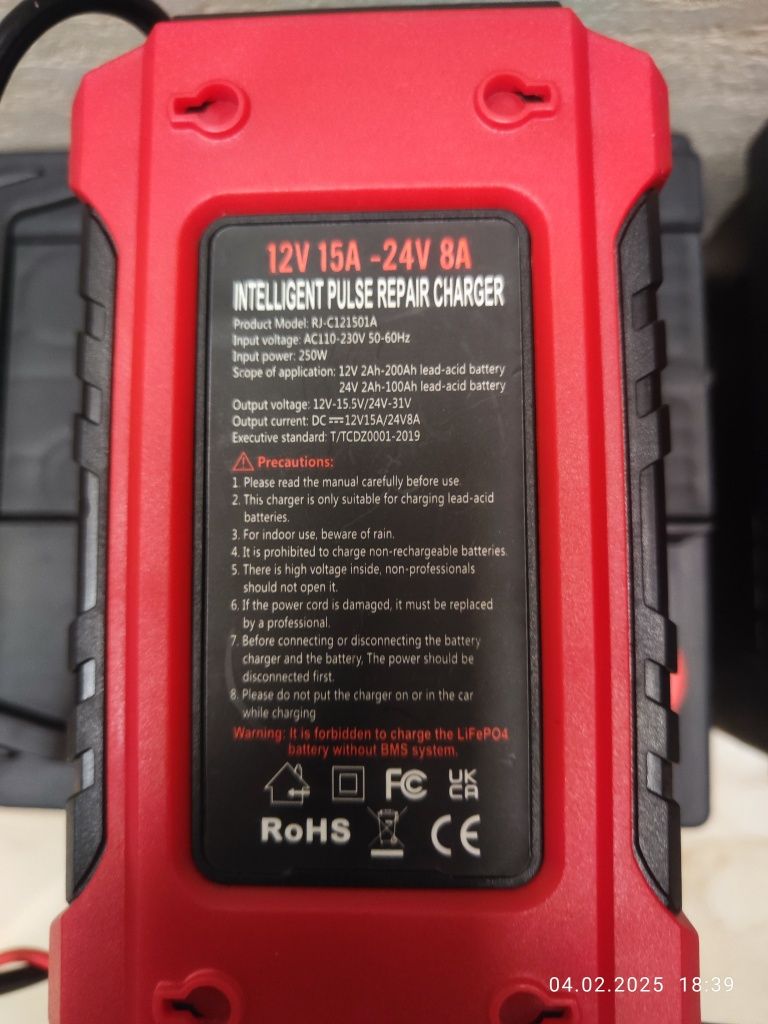 12V 15A -24V 8A
INTELLIGENT PULSE REPAIR CHARGER
Product Model: RJ-C121501A
Input voltage: AC110-230V 50-60Hz
Input power: 250W
Scope of application: 12V 2Ah-200Ah lead-acid battery
24V 2Ah-100Ah lead-acid battery
Output voltage: 12V-15.5V/24V-31V
Output current: DC ⎓12V15A/24V8A
Executive standard: T/TCDZ0001-2019
Precautions:
1. Please read the manual carefully before use.
2. This charger is only suitable for charging lead-acid
batteries.
3. For indoor use, beware of rain.
4. It is prohibited to charge non-rechargeable batteries.
5. There is high voltage inside, non-professionals
should not open it.
6. If the power cord is damaged, it must be replaced
by a professional.
7. Before connecting or disconnecting the battery
charger and the battery, The power should be
disconnected first.
8. Please do not put the charger on or in the car
while charging
Warning: It is forbidden to charge the LiFePO4
battery without BMS system.
FC UK CA
RoHS CE
04.02.2025 18:39